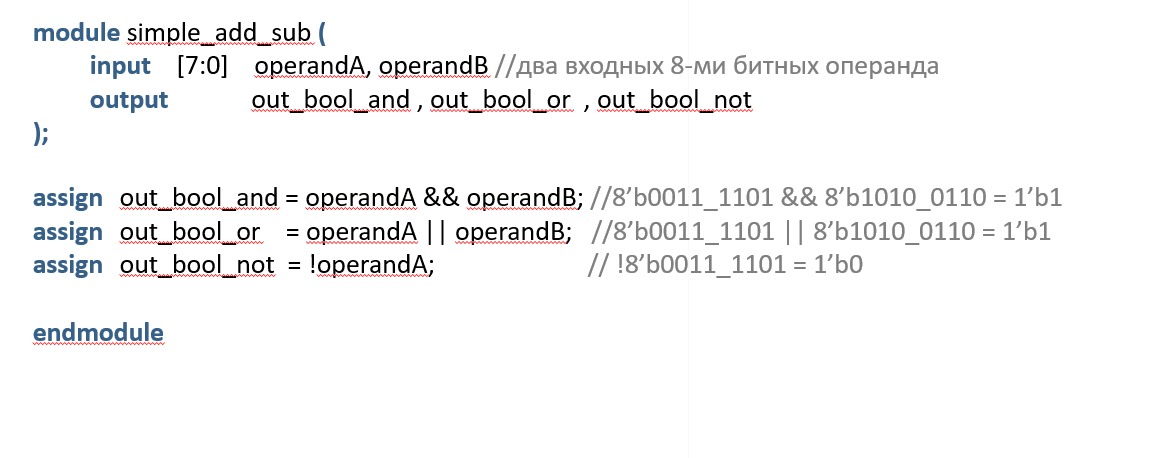 module simple_add_sub (
input [7:0] operandA, operandB //два входных 8-ми битных операнда
output out_bool_and , out_bool_or , out_bool_not
);
assign out_bool_and = operandA && operandB; //8’b0011_1101 && 8’b1010_0110 = 1’b1
assign out_bool_or = operandA || operandB; //8’b0011_1101 || 8’b1010_0110 = 1’b1
assign out_bool_not = !operandA; // !8’b0011_1101 = 1’b0
endmodule